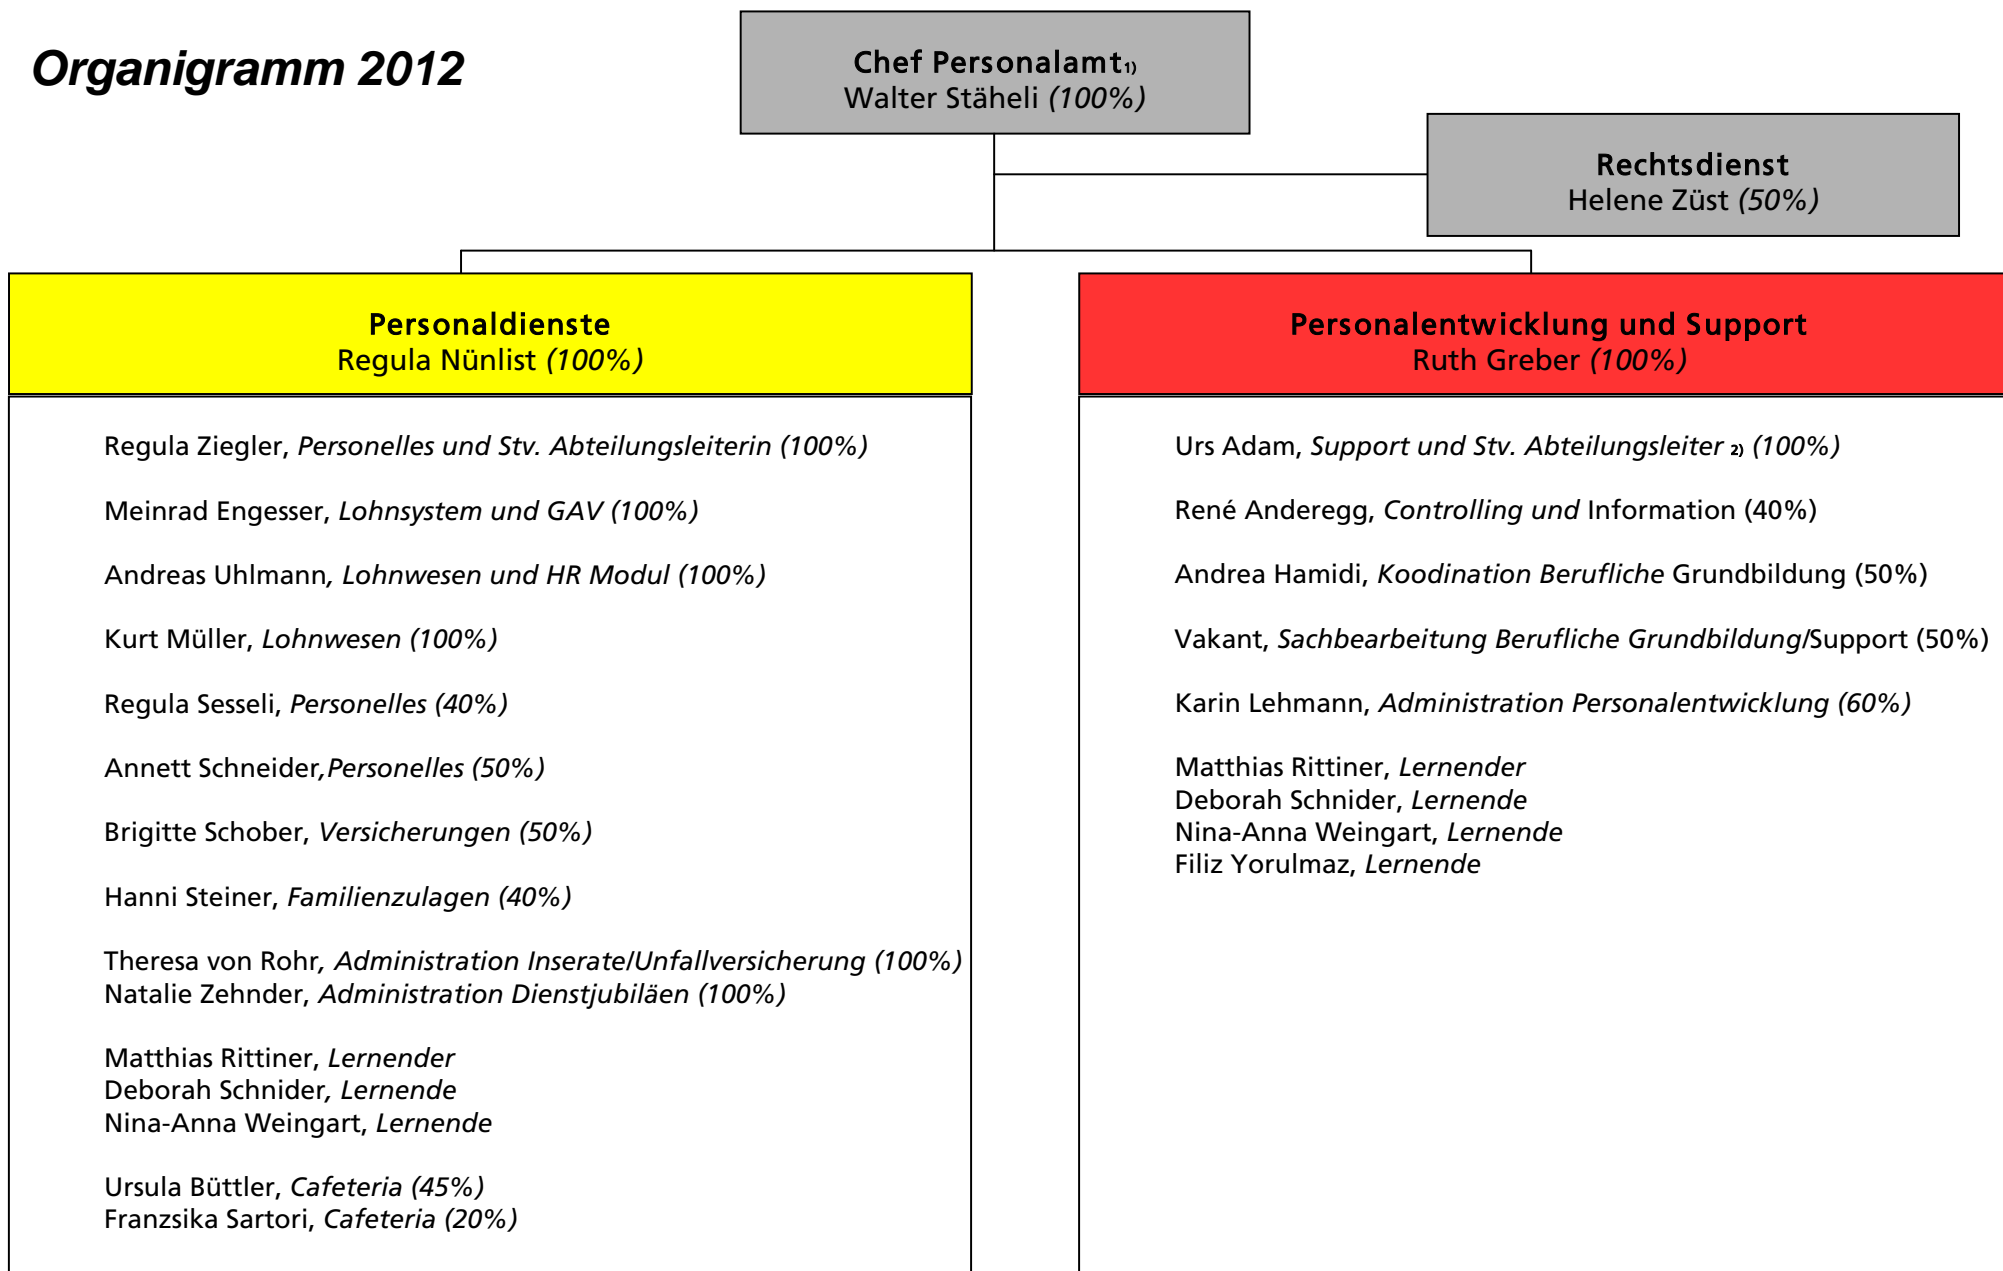 Organigramm 2012
Chef Personalamt1)
Walter Stäheli (100%)
Rechtsdienst
Helene Züst (50%)
Personaldienste
Regula Nünlist (100%)
Regula Ziegler, Personelles und Stv. Abteilungsleiterin (100%)
Meinrad Engesser, Lohnsystem und GAV (100%)
Andreas Uhlmann, Lohnwesen und HR Modul (100%)
Kurt Müller, Lohnwesen (100%)
Regula Sesseli, Personelles (40%)
Annett Schneider,Personelles (50%)
Brigitte Schober, Versicherungen (50%)
Hanni Steiner, Familienzulagen (40%)
Theresa von Rohr, Administration Inserate/Unfallversicherung (100%)
Natalie Zehnder, Administration Dienstjubiläen (100%)
Matthias Rittiner, Lernender
Deborah Schnider, Lernende
Nina-Anna Weingart, Lernende
Ursula Büttler, Cafeteria (45%)
Franzsika Sartori, Cafeteria (20%)
Personalentwicklung und Support
Ruth Greber (100%)
Urs Adam, Support und Stv. Abteilungsleiter 2) (100%)
René Anderegg, Controlling und Information (40%)
Andrea Hamidi, Koodination Berufliche Grundbildung (50%)
Vakant, Sachbearbeitung Berufliche Grundbildung/Support (50%)
Karin Lehmann, Administration Personalentwicklung (60%)
Matthias Rittiner, Lernender
Deborah Schnider, Lernende
Nina-Anna Weingart, Lernende
Filiz Yorulmaz, Lernende